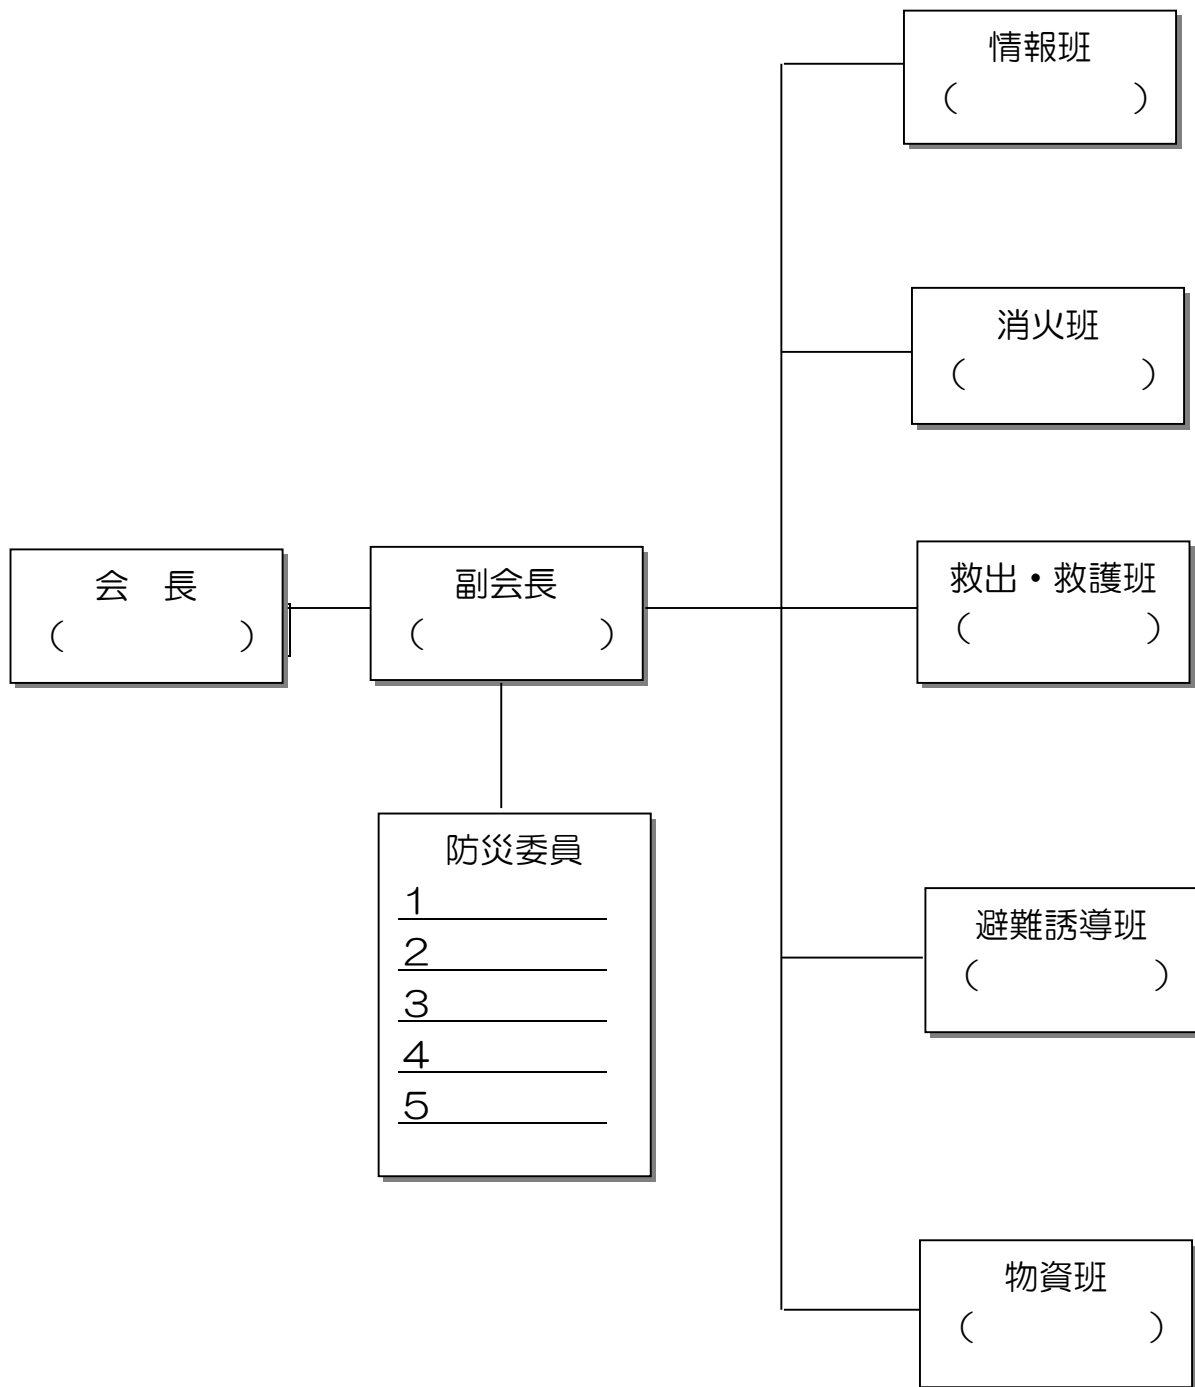 情報班
（　　　　　）
消火班
（　　　　　）
救出・救護班
（　　　　　）
会　長
（　　　　　）
副会長
（　　　　　）
防災委員
１
２
３
４
５
避難誘導班
（　　　　　）
物資班
（　　　　　）